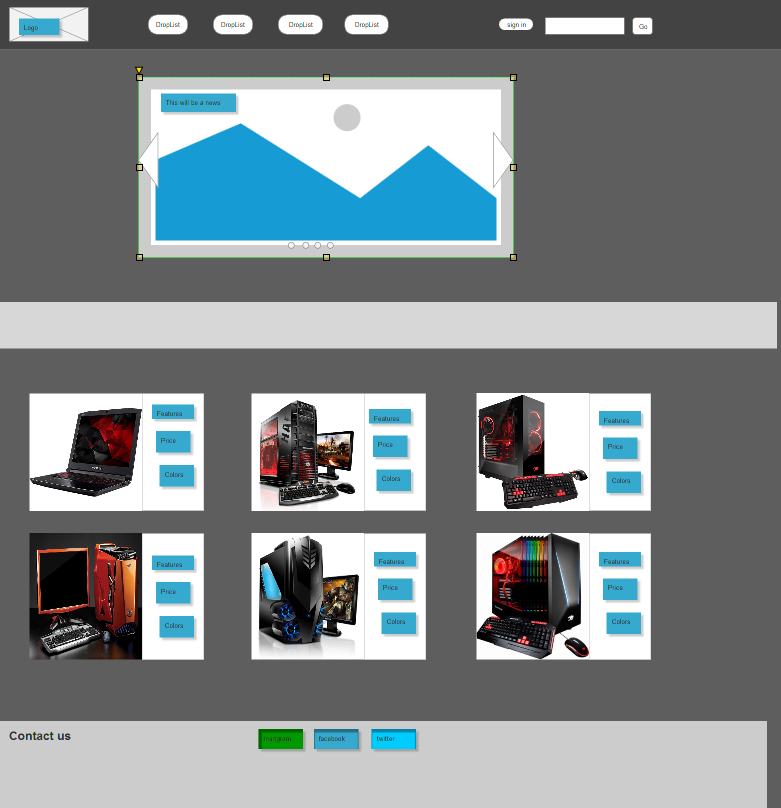 Logo
DropList
DropList
DropList
DropList
sign in
Go
This will be a news
Features
Price
Colors
Features
Price
Colors
Features
Price
Colors
Features
Price
Colors
Features
Price
Colors
Features
Price
Colors
Contact us
facebook
twitter